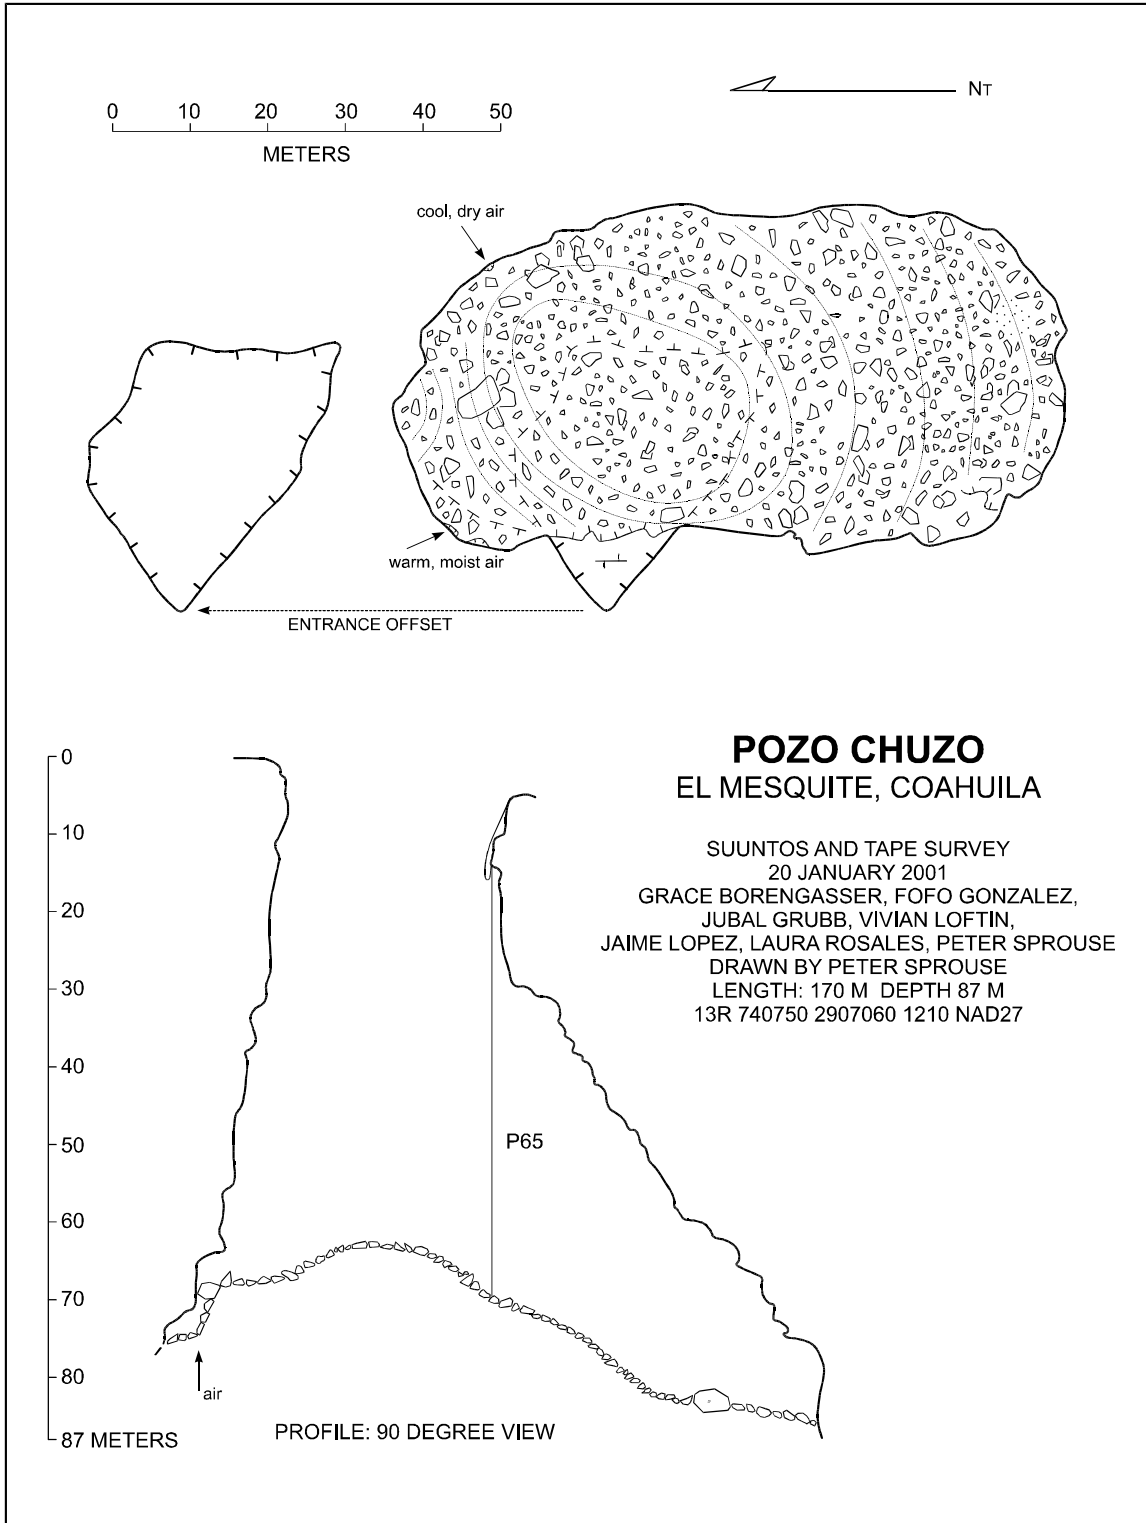 NT
0 10 20 30 40 50
METERS
cool, dry air
warm, moist air
ENTRANCE OFFSET
POZO CHUZO
EL MESQUITE, COAHUILA
SUUNTOS AND TAPE SURVEY
20 JANUARY 2001
GRACE BORENGASSER, FOFO GONZALEZ,
JUBAL GRUBB, VIVIAN LOFTIN,
JAIME LOPEZ, LAURA ROSALES, PETER SPROUSE
DRAWN BY PETER SPROUSE
LENGTH: 170 M DEPTH 87 M
13R 740750 2907060 1210 NAD27
0
10
20
30
40
50
60
70
80
87 METERS
P65
air
PROFILE: 90 DEGREE VIEW